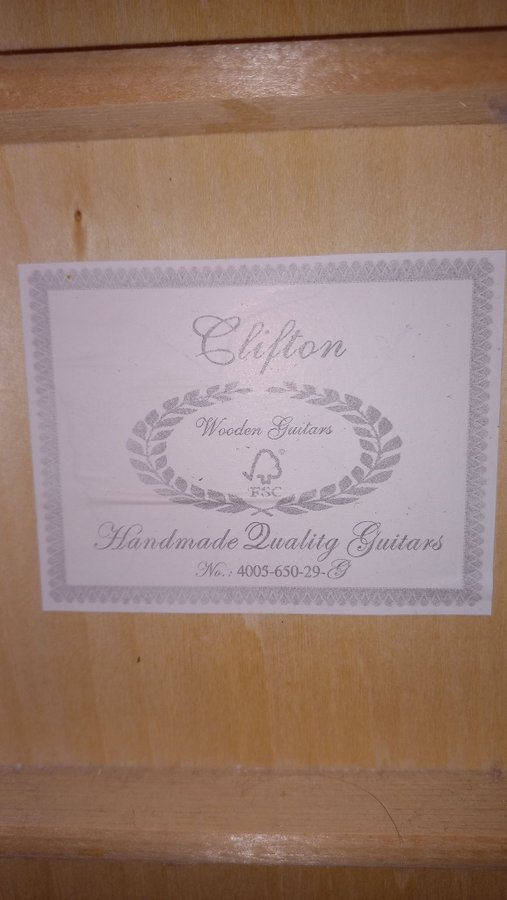 Clifton
Wooden Guitars
FSC
Handmade Qualitg Guitars
No.: 4005-650-29-G